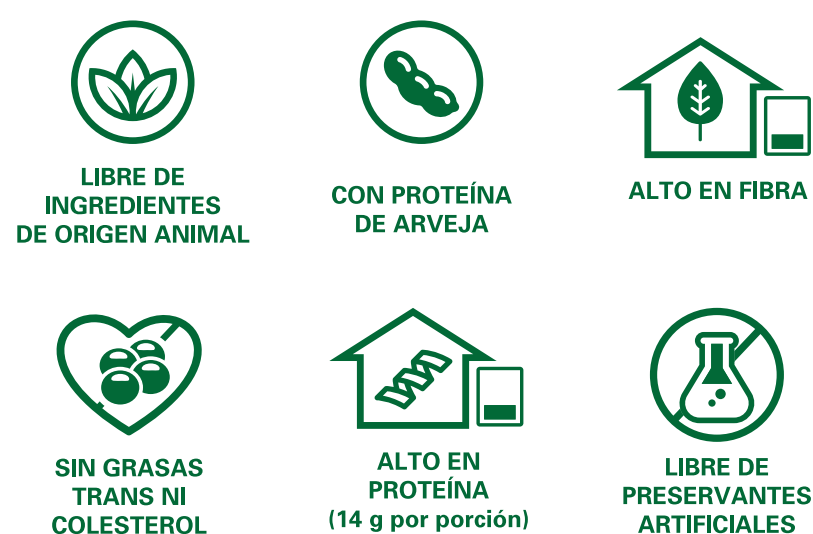 LIBRE DE
INGREDIENTES
DE ORIGEN ANIMAL
CON PROTEÍNA
DE ARVEJA
ALTO EN FIBRA
SIN GRASAS
TRANS NI
COLESTEROL
ALTO EN
PROTEÍNA
(14 g por porción)
LIBRE DE
PRESERVANTES
ARTIFICIALES